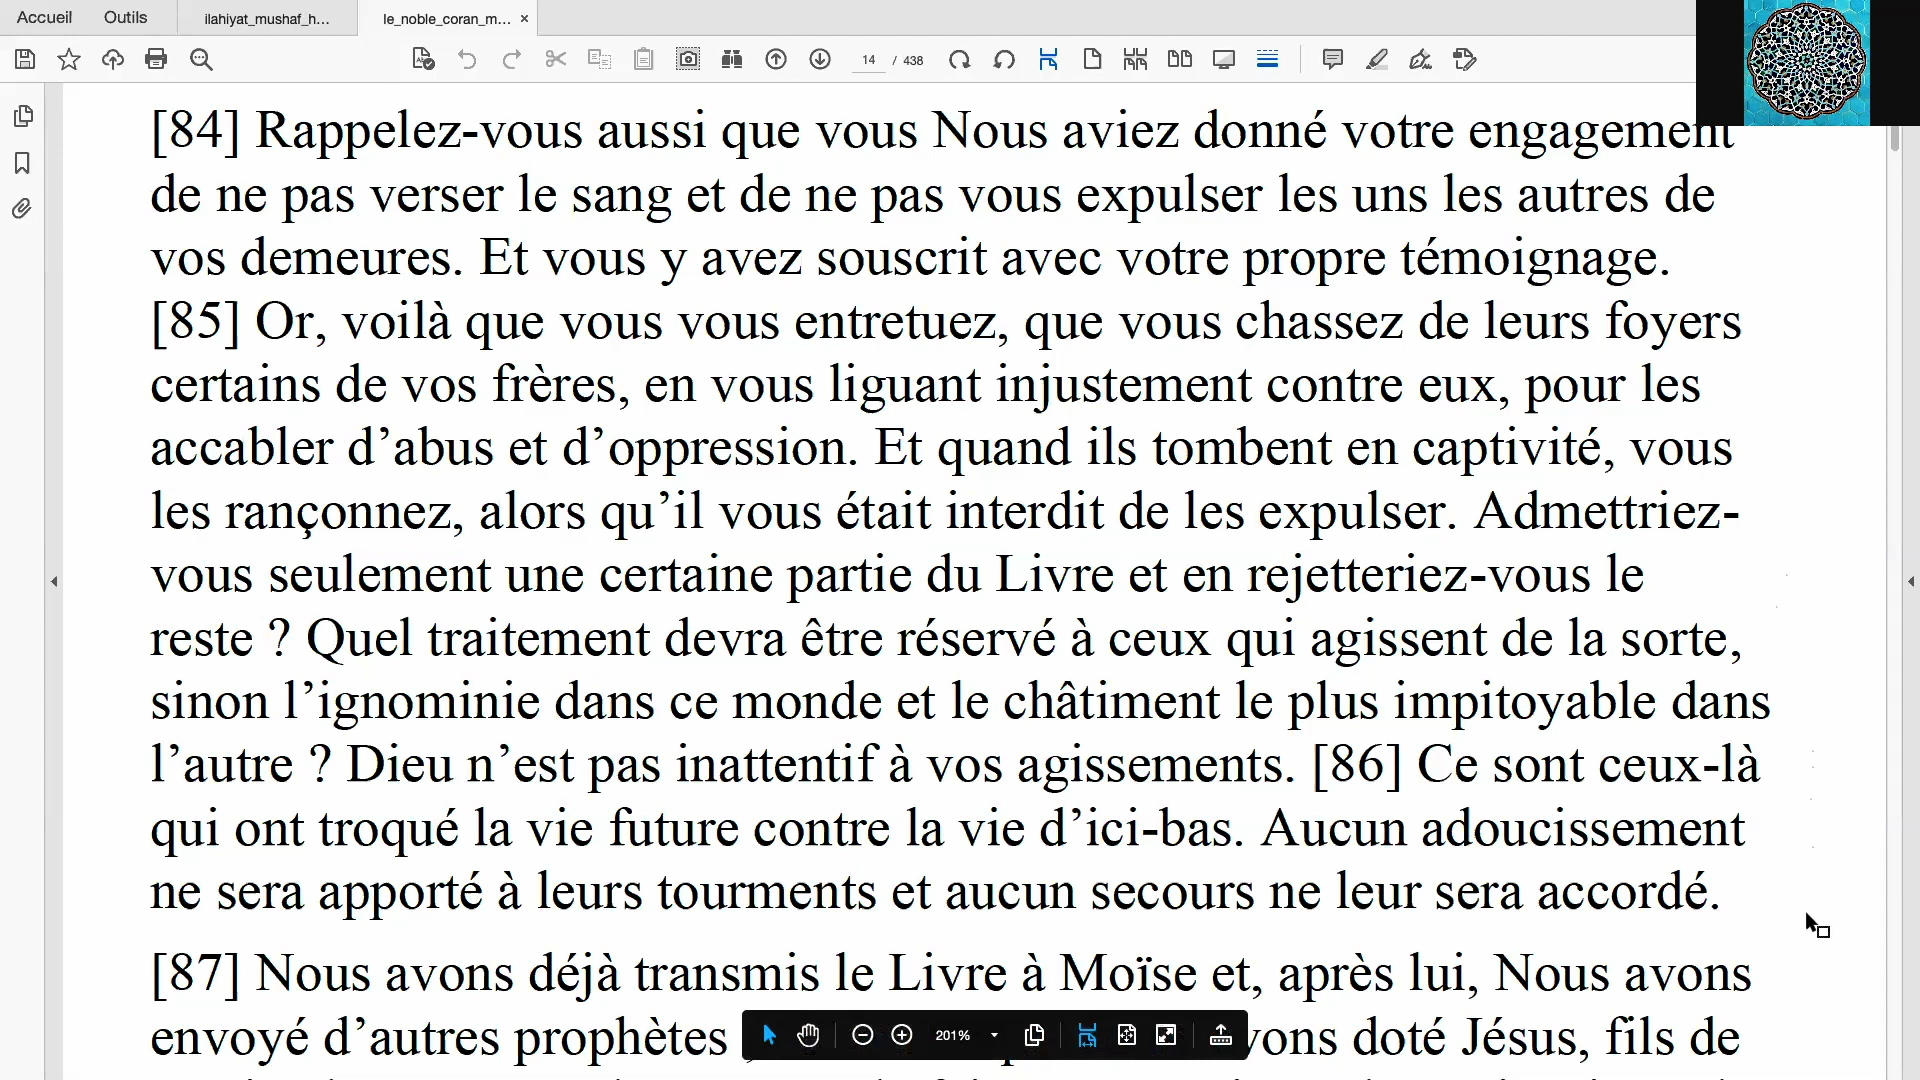 Accueil Outils ilahiyat_mushaf_h... le_noble_coran_m... ×
14 / 438
[84] Rappelez-vous aussi que vous Nous aviez donné votre engagement
de ne pas verser le sang et de ne pas vous expulser les uns les autres de
vos demeures. Et vous y avez souscrit avec votre propre témoignage.
[85] Or, voilà que vous vous entretuez, que vous chassez de leurs foyers
certains de vos frères, en vous liguant injustement contre eux, pour les
accabler d’abus et d’oppression. Et quand ils tombent en captivité, vous
les rançonnez, alors qu’il vous était interdit de les expulser. Admettriez-
vous seulement une certaine partie du Livre et en rejetteriez-vous le
reste ? Quel traitement devra être réservé à ceux qui agissent de la sorte,
sinon l’ignominie dans ce monde et le châtiment le plus impitoyable dans
l’autre ? Dieu n’est pas inattentif à vos agissements. [86] Ce sont ceux-là
qui ont troqué la vie future contre la vie d’ici-bas. Aucun adoucissement
ne sera apporté à leurs tourments et aucun secours ne leur sera accordé.
[87] Nous avons déjà transmis le Livre à Moïse et, après lui, Nous avons
envoyé d’autres prophètes vons doté Jésus, fils de
201%